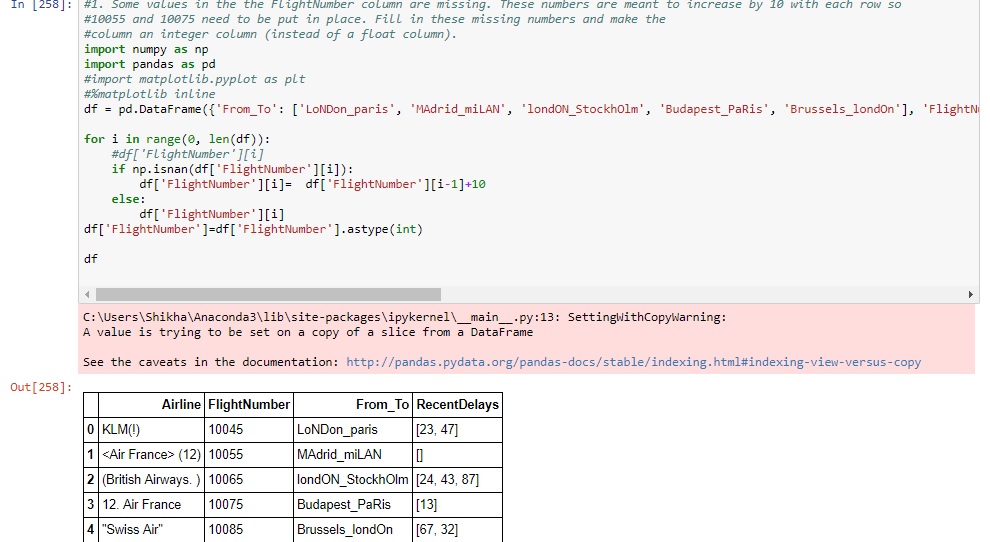 In [258]: #1. Some values in the the FlightNumber column are missing. These numbers are meant to increase by 10 with each row so
#10055 and 10075 need to be put in place. Fill in these missing numbers and make the
#column an integer column (instead of a float column).
import numpy as np
import pandas as pd
#import matplotlib.pyplot as plt
#%matplotlib inline
df = pd.DataFrame({'From_To': ['LoNDon_paris', 'MAdrid_miLAN', 'londON_StockhOlm', 'Budapest_PaRis', 'Brussels_londOn'], 'FlightN
for i in range(0, len(df)):
    #df['FlightNumber'][i]
    if np.isnan(df['FlightNumber'][i]):
        df['FlightNumber'][i]=  df['FlightNumber'][i-1]+10
    else:
        df['FlightNumber'][i]
df['FlightNumber']=df['FlightNumber'].astype(int)
df
C:\Users\Shikha\Anaconda3\lib\site-packages\ipykernel\__main__.py:13: SettingWithCopyWarning:
A value is trying to be set on a copy of a slice from a DataFrame
See the caveats in the documentation: http://pandas.pydata.org/pandas-docs/stable/indexing.html#indexing-view-versus-copy
Out[258]:
Airline FlightNumber From_To RecentDelays
0 KLM(!) 10045 LoNDon_paris [23, 47]
1 <Air France> (12) 10055 MAdrid_miLAN []
2 (British Airways. ) 10065 londON_StockhOlm [24, 43, 87]
3 12. Air France 10075 Budapest_PaRis [13]
4 "Swiss Air" 10085 Brussels_londOn [67, 32]